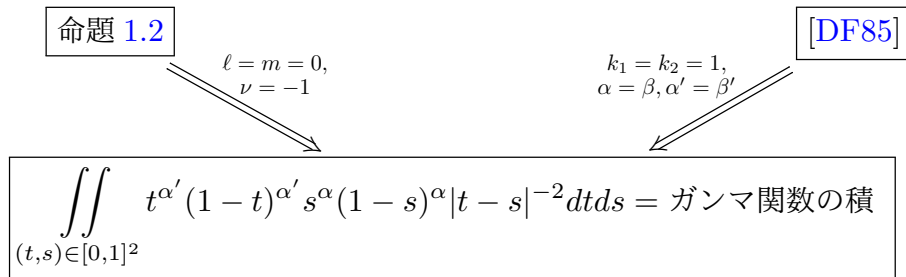 命題 1.2
[DF85]
ℓ = m = 0,
ν = −1
k₁ = k₂ = 1,
α = β, α′ = β′
∬ t^{α′}(1 − t)^{α′} s^{α}(1 − s)^{α}|t − s|^{−2}dtds = ガンマ関数の積
(t,s)∈[0,1]²